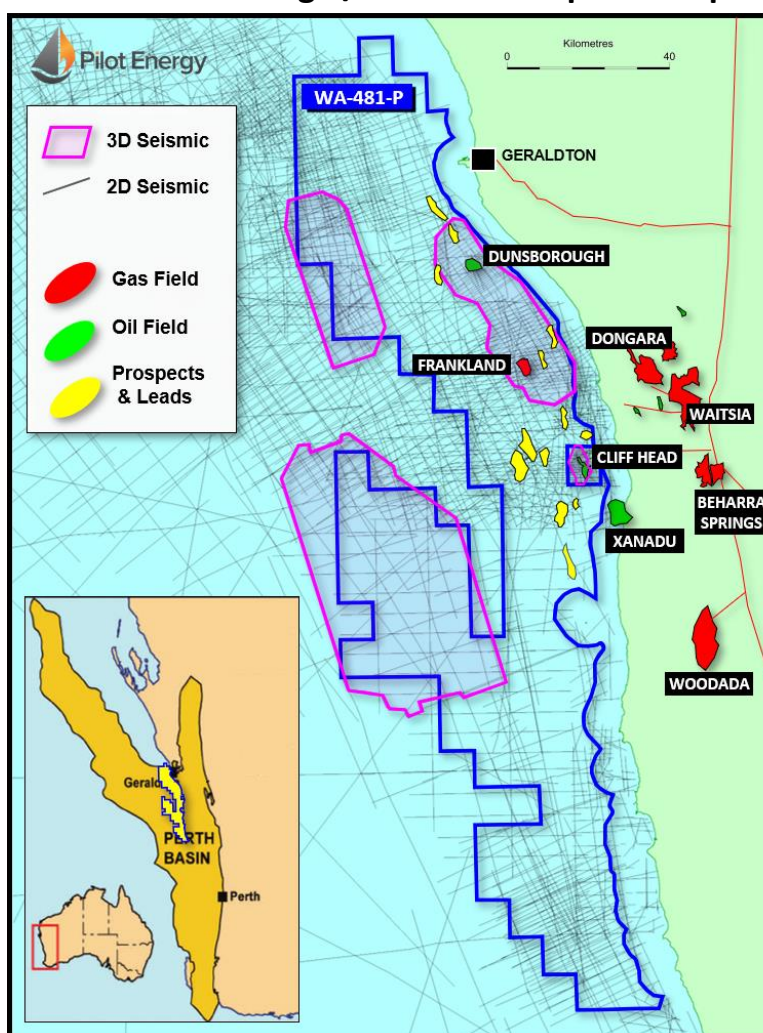 Pilot Energy
3D Seismic
2D Seismic
Gas Field
Oil Field
Prospects
& Leads
WA-481-P
Kilometres
0
40
GERALDTON
DUNSBOROUGH
FRANKLAND
DONGARA
WAITSIA
CLIFF HEAD
BEHARRA
SPRINGS
XANADU
WOODADA
Gerald
PERTH
BASIN
Perth